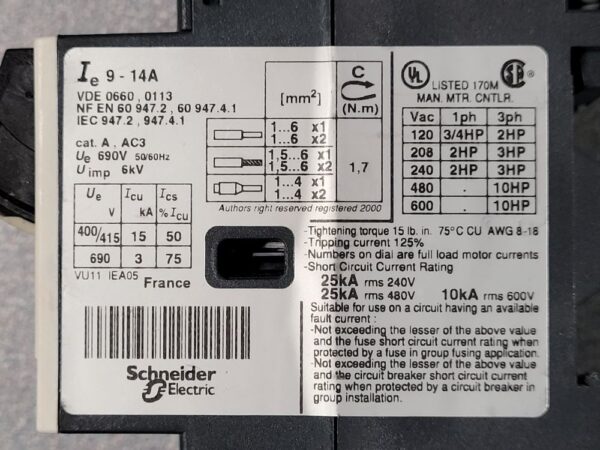 Ie 9 - 14A
VDE 0660 , 0113
NF EN 60 947.2 , 60 947.4.1
IEC 947.2 , 947.4.1
cat. A , AC3
Ue 690V 50/60Hz
U imp 6kV
Ue V Icu kA Ics % Icu
400/415 15 50
690 3 75
VU11 IEA05
France
[mm²] C (N.m)
1...6 x1
1...6 x2
1,5...6 x1
1,5...6 x2
1...4 x1
1...4 x2
1,7
Authors right reserved registered 2000
UL LISTED 170M SA
MAN. MTR. CNTLR.
Vac 1ph 3ph
120 3/4HP 2HP
208 2HP 3HP
240 2HP 3HP
480 . 10HP
600 . 10HP
-Tightening torque 15 lb. in. 75°C CU AWG 8-18
-Tripping current 125%
-Numbers on dial are full load motor currents
-Short Circuit Current Rating
25kA rms 240V
25kA rms 480V 10kA rms 600V
Suitable for use on a circuit having an available
fault current :
-Not exceeding the lesser of the above value
and the fuse short circuit current rating when
protected by a fuse in group fusing application.
-Not exceeding the lesser of the above value
and the circuit breaker short circuit current
rating when protected by a circuit breaker in
group installation.
Schneider
Electric